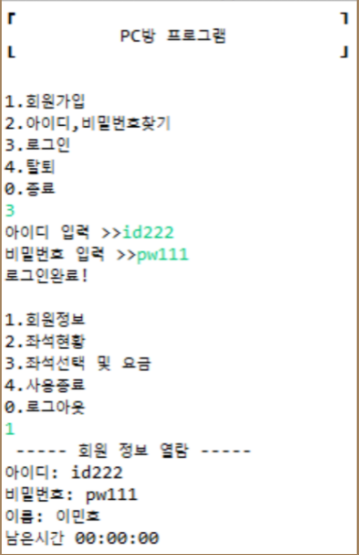 PC방 프로그램
1.회원가입
2.아이디,비밀번호찾기
3.로그인
4.탈퇴
0.종료
3
아이디 입력 >>id222
비밀번호 입력 >>pw111
로그인완료!
1.회원정보
2.좌석현황
3.좌석선택 및 요금
4.사용종료
0.로그아웃
1
----- 회원 정보 열람 -----
아이디: id222
비밀번호: pw111
이름: 이민호
남은시간 00:00:00